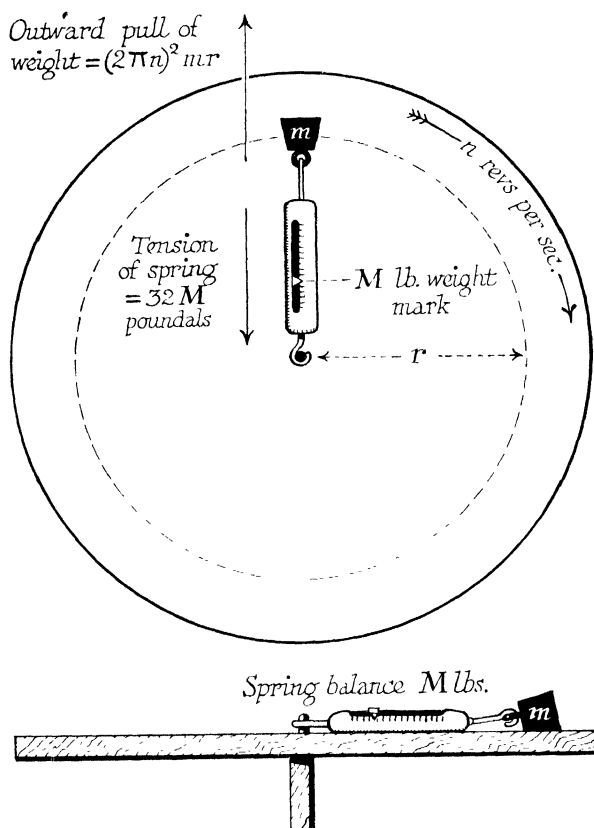 Outward pull of
weight = (2πn)² mr
m
n revs per sec.
Tension
of spring
= 32 M
poundals
M lb. weight
mark
r
Spring balance M lbs.
m